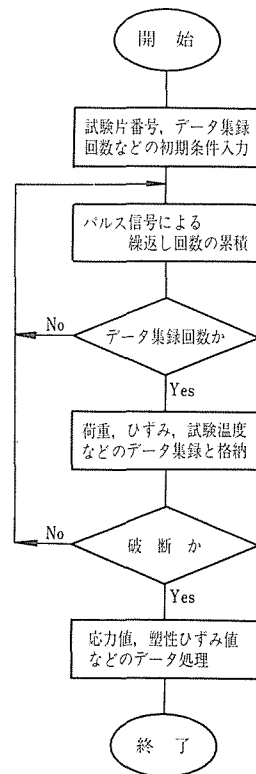 開始
試験片番号，データ集録
回数などの初期条件入力
パルス信号による
繰返し回数の累積
No
データ集録回数か
Yes
荷重，ひずみ，試験温度
などのデータ集録と格納
No
破断か
Yes
応力値，塑性ひずみ値
などのデータ処理
終了